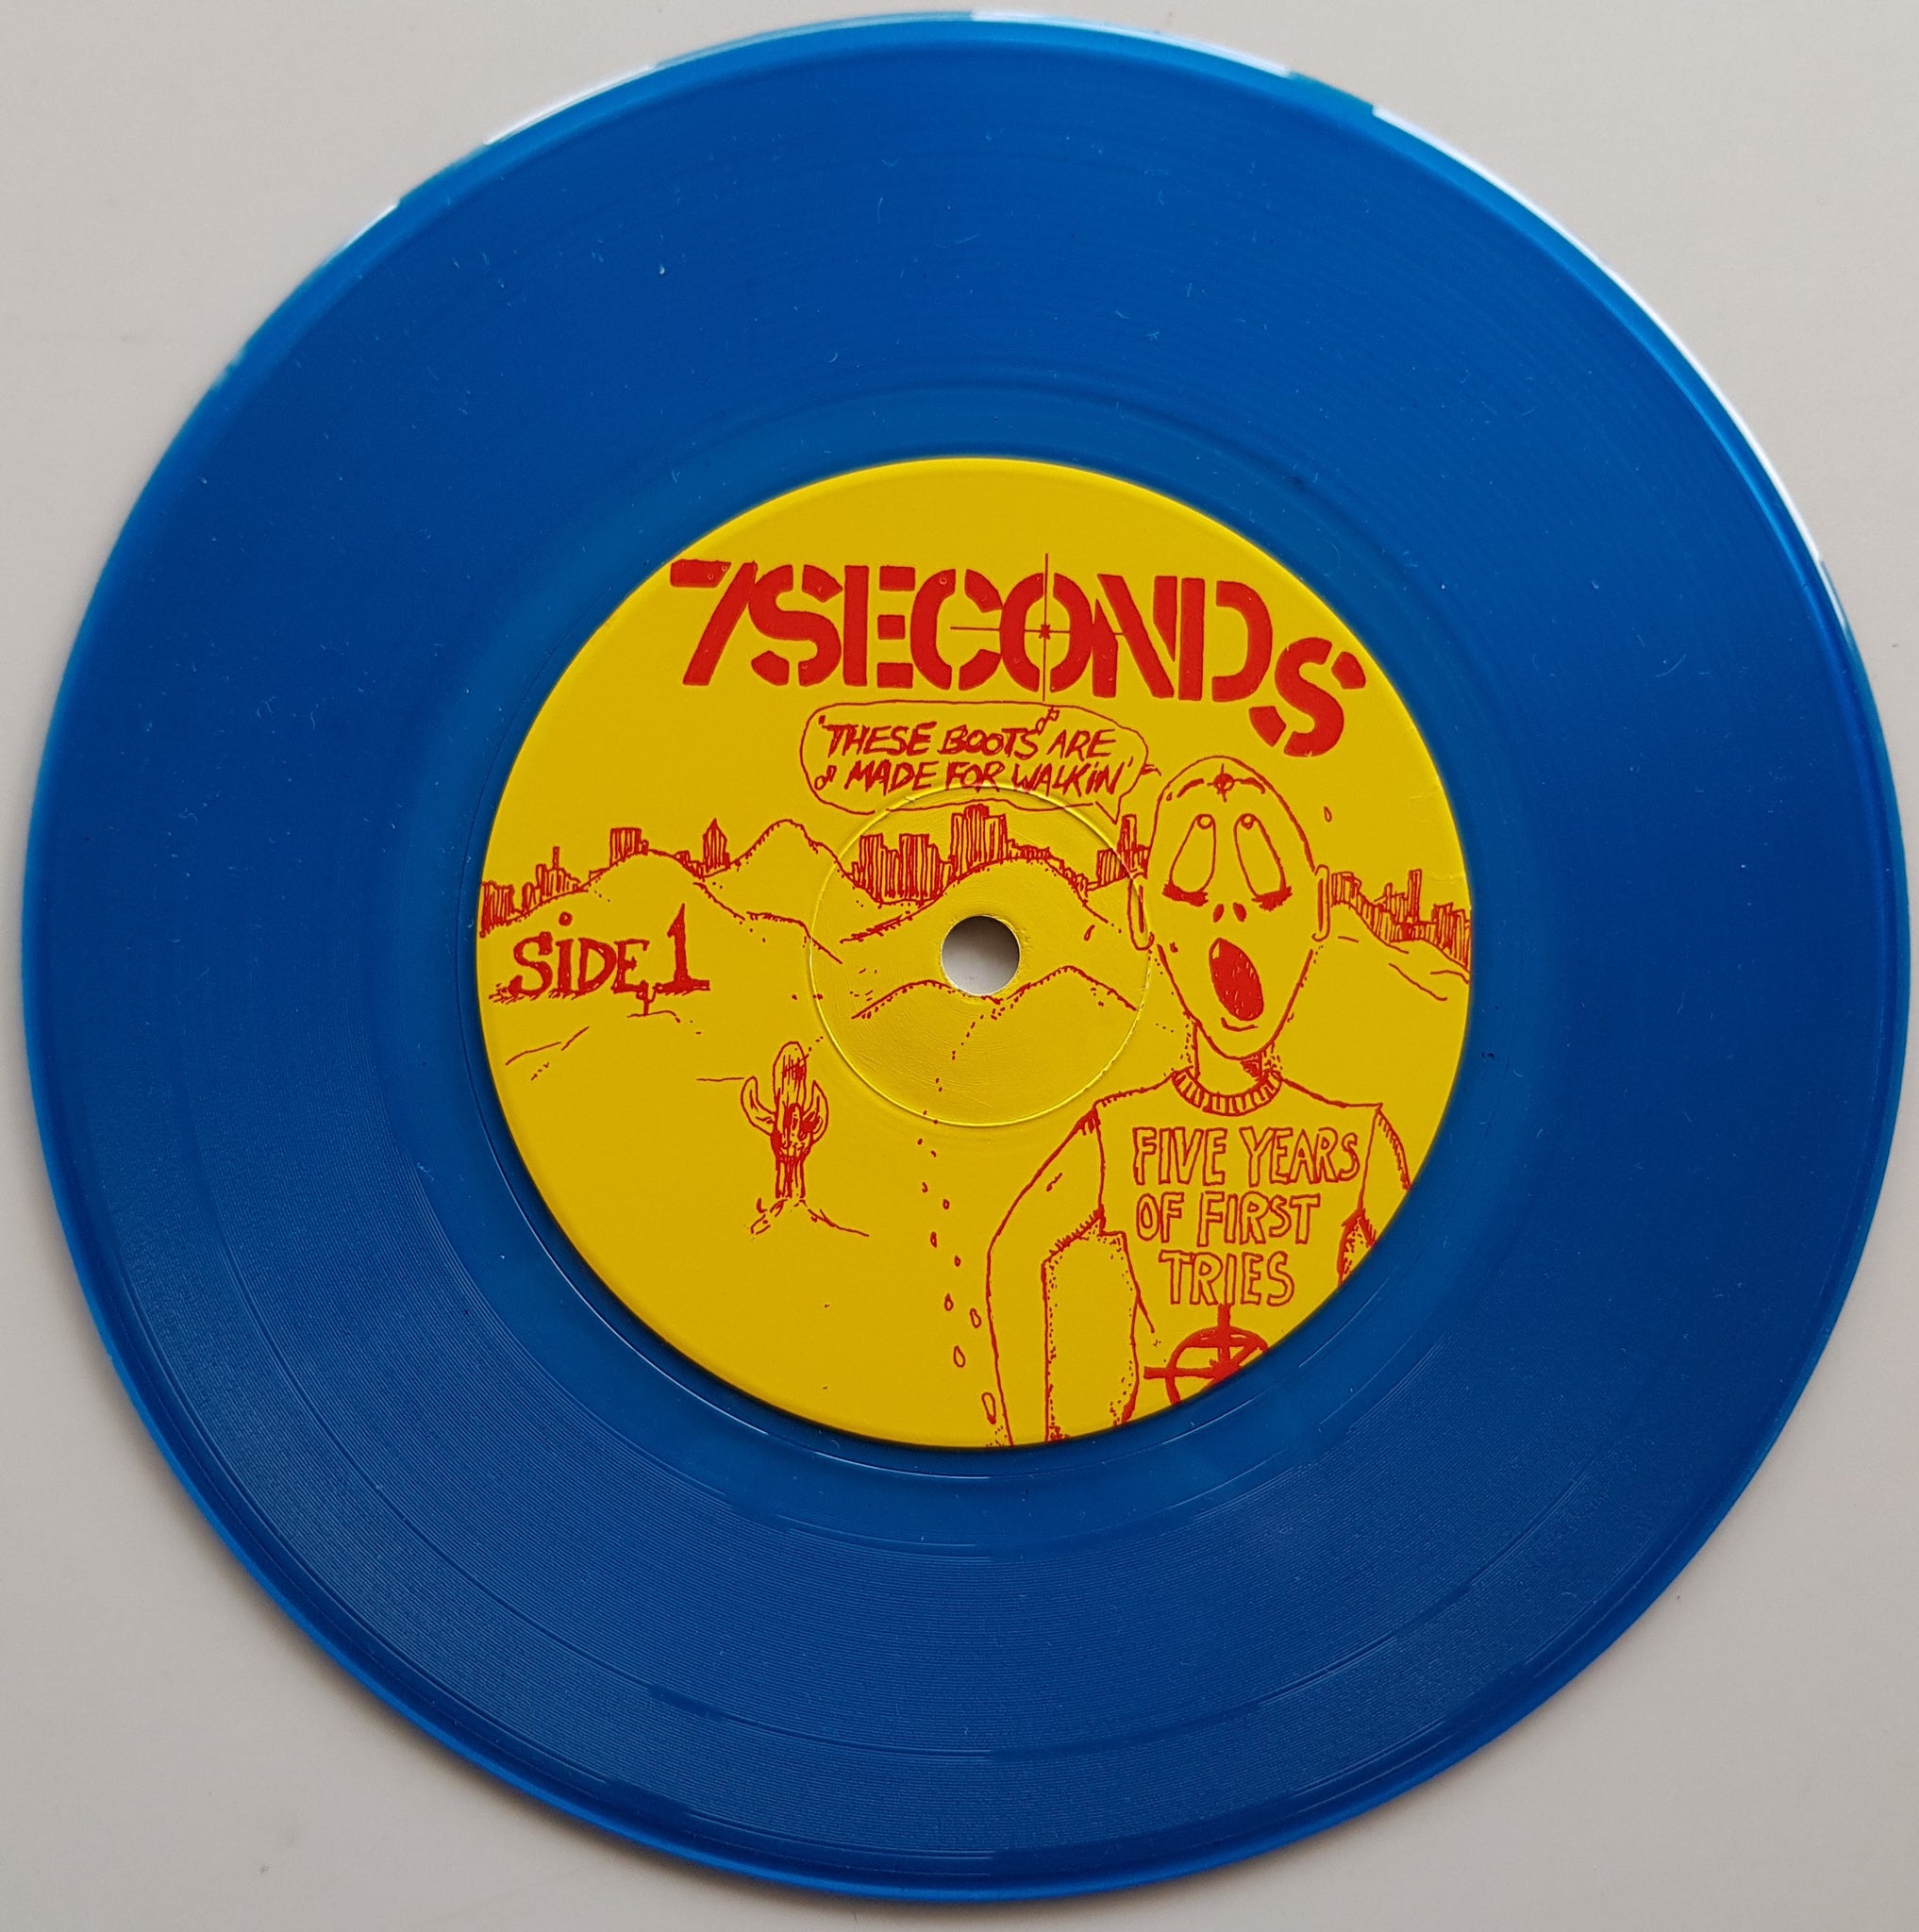 7SECONDS
"THESE BOOTS ARE
MADE FOR WALKIN'"
SiDE 1
FIVE YEARS
OF FIRST
TRIES